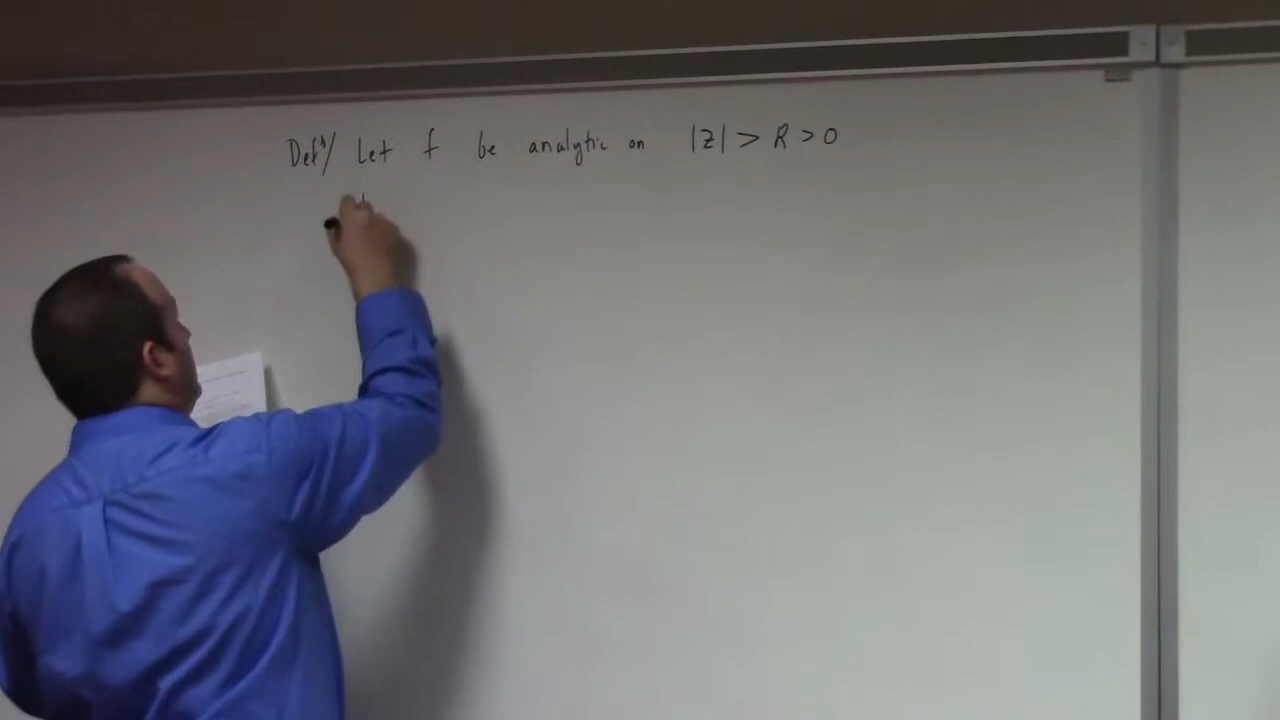 Defⁿ/ Let f be analytic on |z| > R > 0